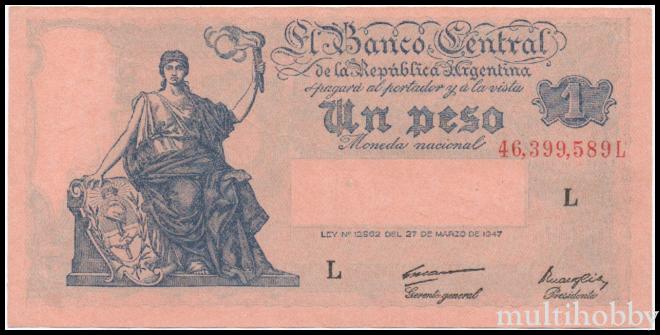 El Banco Central
de la República Argentina
pagará al portador y á la vista
Un peso
Moneda nacional
1
46,399,589L
L
LEY Nº 12962 DEL 27 DE MARZO DE 1947
L
Gerente general
Presidente
multihobby